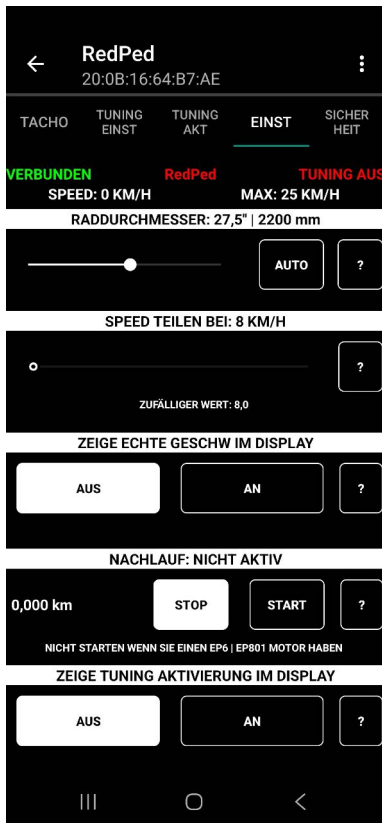 RedPed
20:0B:16:64:B7:AE
TACHO TUNING EINST TUNING AKT EINST SICHER HEIT
VERBUNDEN RedPed TUNING AUS
SPEED: 0 KM/H MAX: 25 KM/H
RADDURCHMESSER: 27,5" | 2200 mm
AUTO ?
SPEED TEILEN BEI: 8 KM/H
?
ZUFÄLLIGER WERT: 8,0
ZEIGE ECHTE GESCHW IM DISPLAY
AUS AN ?
NACHLAUF: NICHT AKTIV
0,000 km STOP START ?
NICHT STARTEN WENN SIE EINEN EP6 | EP801 MOTOR HABEN
ZEIGE TUNING AKTIVIERUNG IM DISPLAY
AUS AN ?